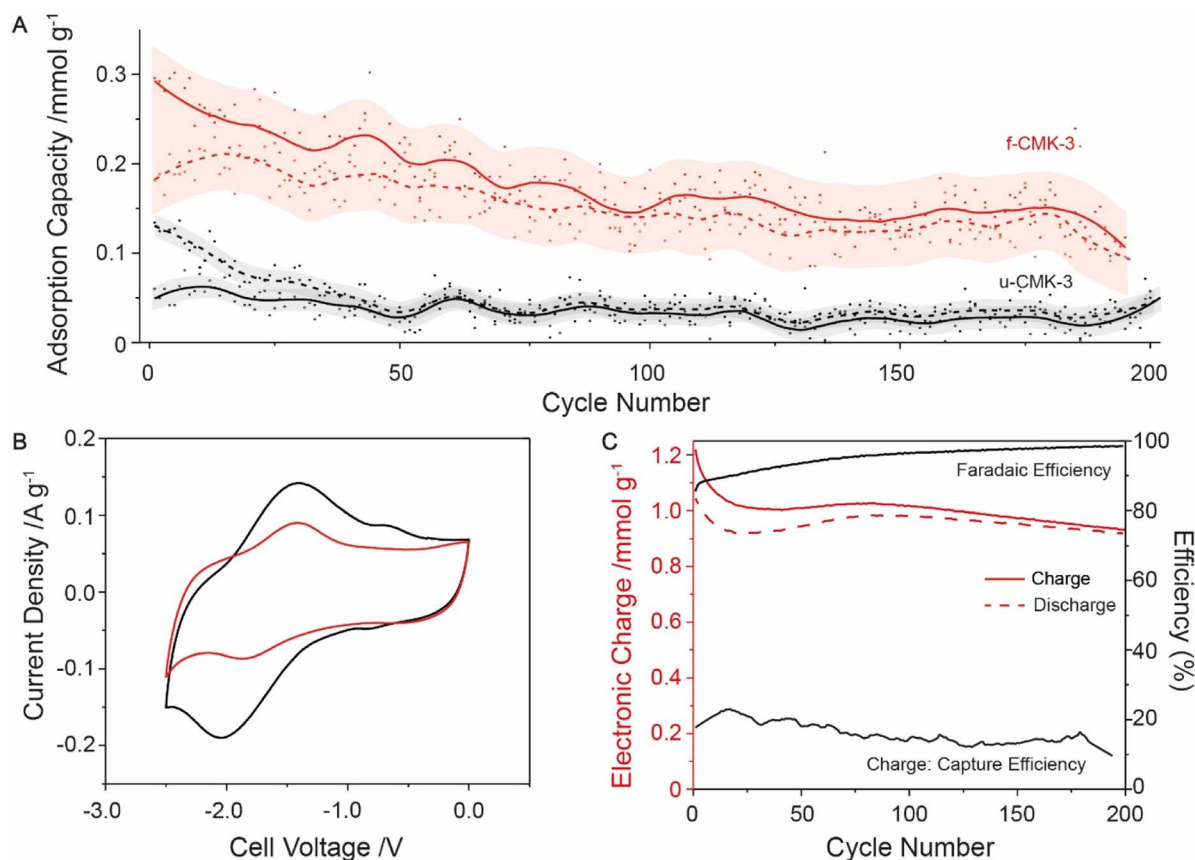 A
Adsorption Capacity /mmol g⁻¹
0.3
0.2
0.1
0
f-CMK-3
u-CMK-3
0
50
100
150
200
Cycle Number
B
Current Density /A g⁻¹
0.2
0.1
0.0
-0.1
-0.2
-3.0
-2.0
-1.0
0.0
Cell Voltage /V
C
Electronic Charge /mmol g⁻¹
1.2
1.0
0.8
0.6
0.4
0.2
0
Faradaic Efficiency
Charge
Discharge
Charge: Capture Efficiency
100
80
60
40
20
0
Efficiency (%)
0
50
100
150
200
Cycle Number